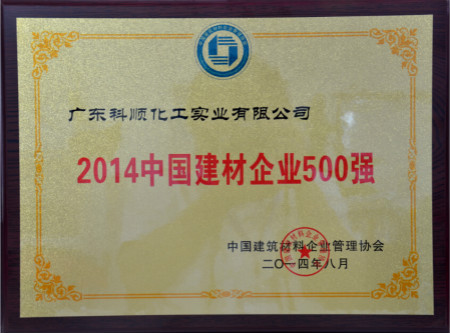 广东科顺化工实业有限公司
2014中国建材企业500强
中国建筑材料企业管理协会
二〇一四年八月